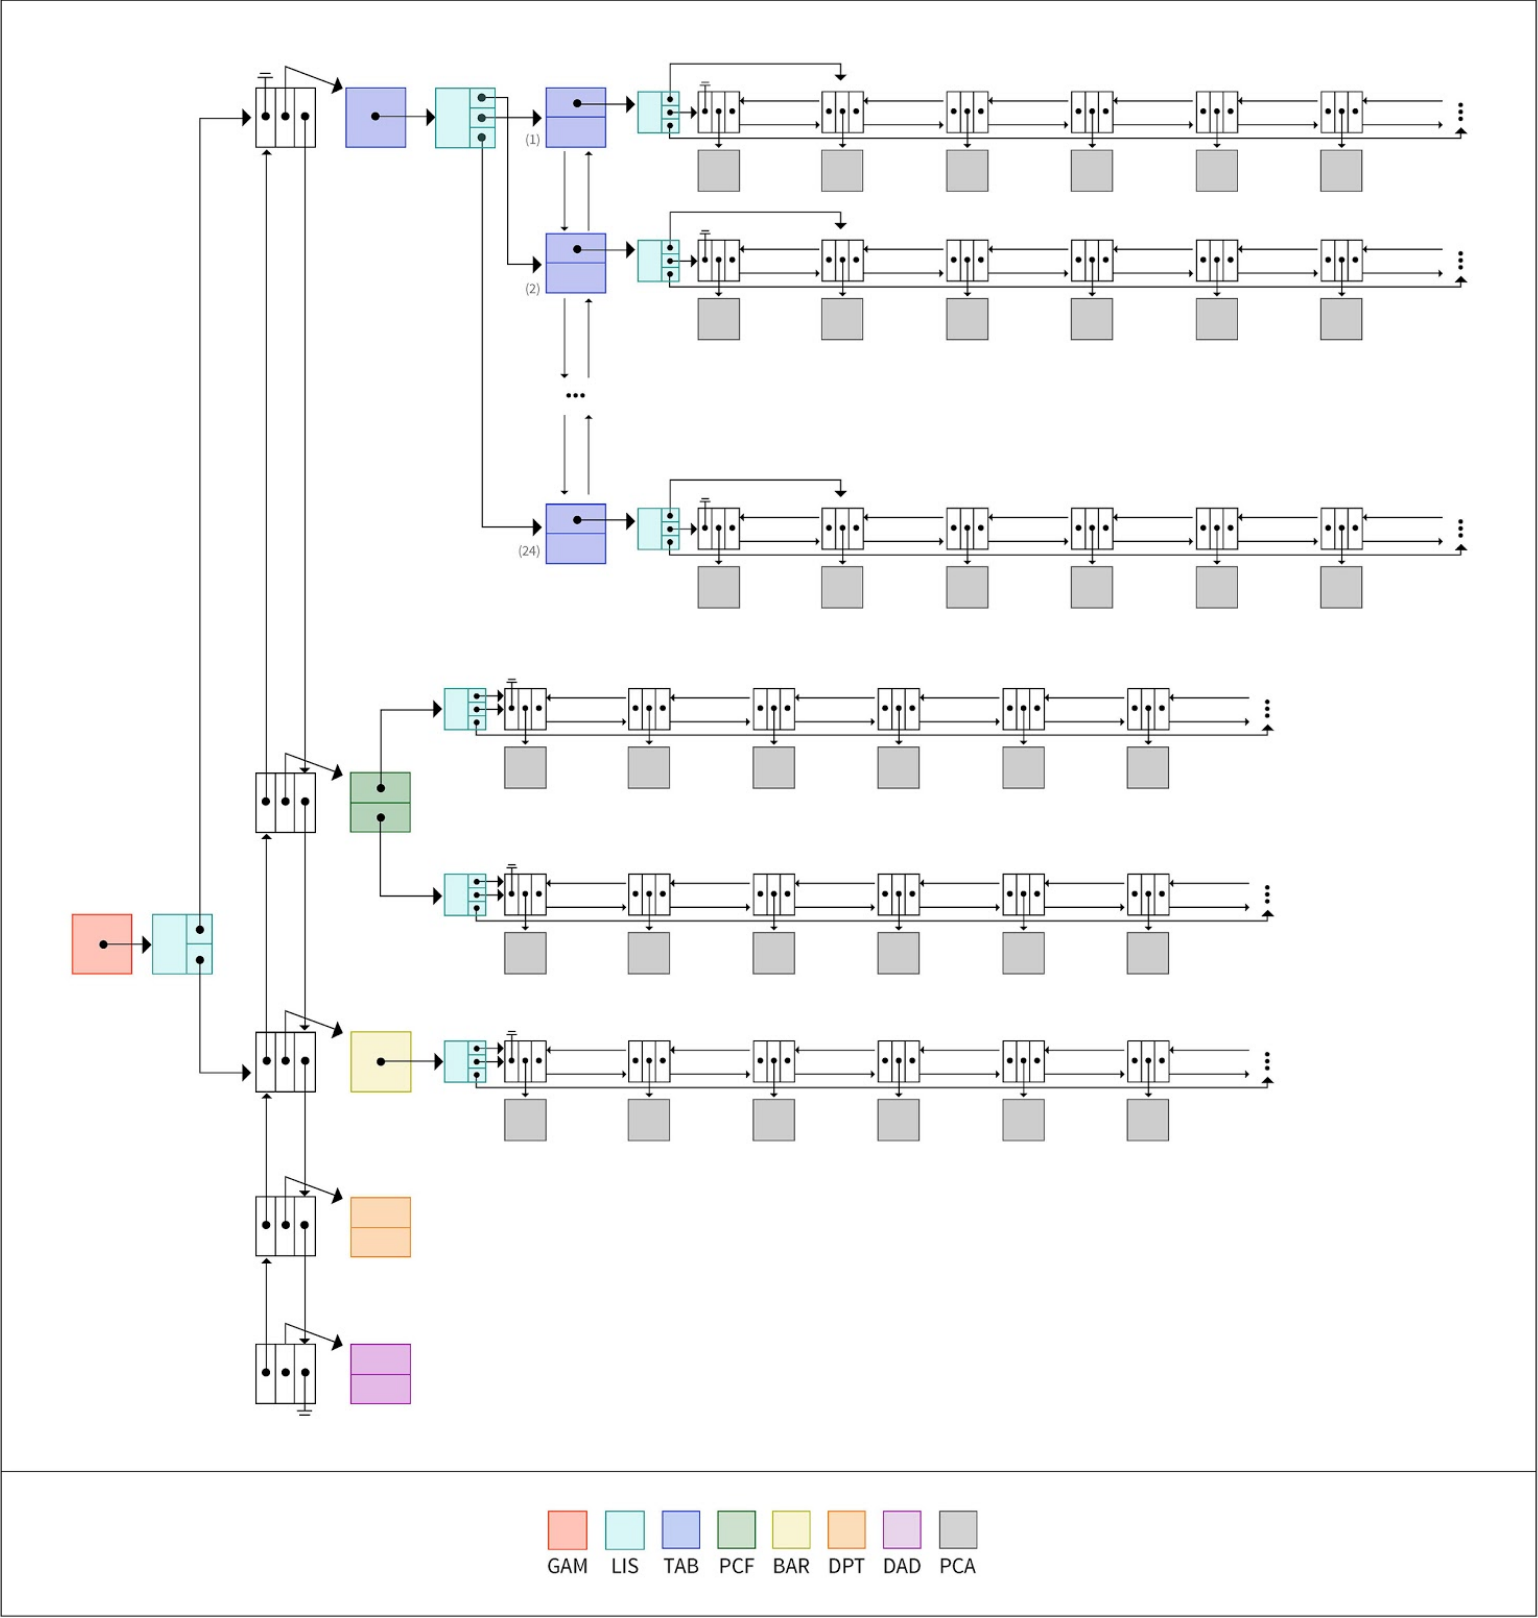 (1)
(2)
(24)
GAM LIS TAB PCF BAR DPT DAD PCA